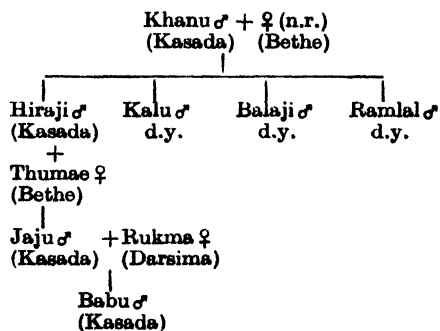 Khanu ♂ + ♀ (n.r.)
(Kasada) (Bethe)
Hiraji ♂ Kalu ♂ Balaji ♂ Ramlal ♂
(Kasada) d.y. d.y. d.y.
+
Thumae ♀
(Bethe)
Jaju ♂ + Rukma ♀
(Kasada) (Darsima)
Babu ♂
(Kasada)